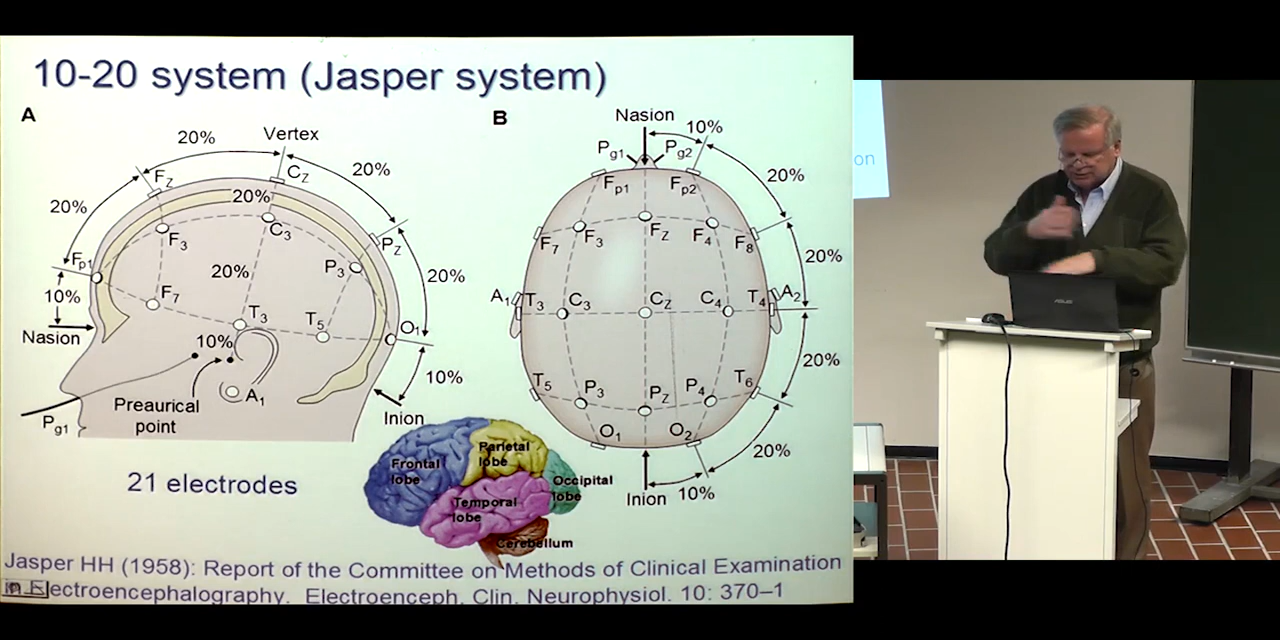 10-20 system (Jasper system)
A
20%
Vertex
20%
20%
20%
10%
10%
Fz
Cz
20%
C3
F3
Pz
P3
20%
Fp1
F7
T3
T5
O1
10%
Nasion
A1
Preaurical
point
Pg1
Inion
B
Nasion
10%
Pg1
Pg2
Fp1
Fp2
20%
F7
F3
Fz
F4
F8
20%
A1
T3
C3
Cz
C4
T4
A2
20%
T5
P3
Pz
P4
T6
O1
O2
20%
Inion
10%
21 electrodes
Frontal
lobe
Parietal
lobe
Occipital
lobe
Temporal
lobe
Cerebellum
Jasper HH (1958): Report of the Committee on Methods of Clinical Examination
in Electroencephalography. Electroenceph. Clin. Neurophysiol. 10: 370–1
on
ASUS